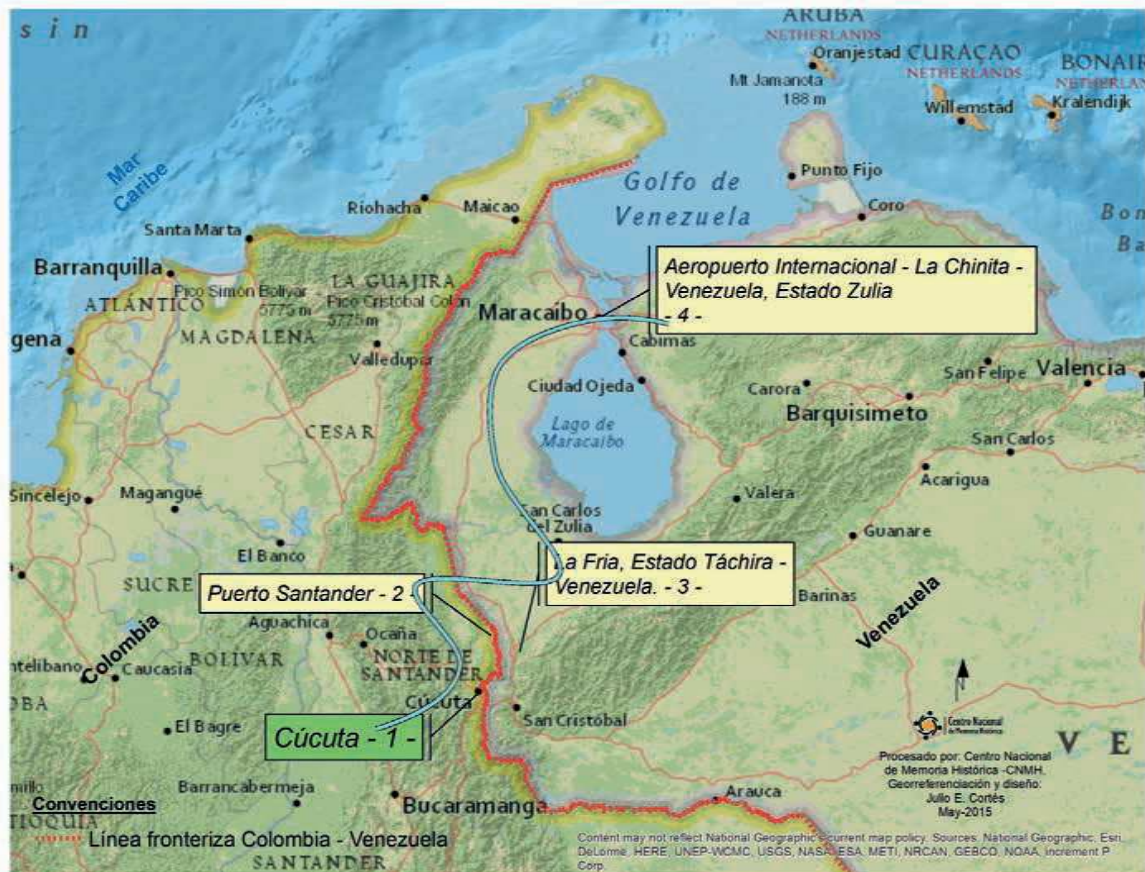 s i n
ARUBA
NETHERLANDS
Oranjestad
CURAÇAO
NETHERLANDS
BONAIR
NETHERLAN
Mt Jamanota
188 m
Willemstad
Kralendijk
Mar
Caribe
Golfo de
Venezuela
Punto Fijo
Coro
Riohacha
Maicao
Santa Marta
Barranquilla
ATLÁNTICO
Pico Simón Bolívar
5775 m
LA GUAJIRA
Pico Cristóbal Colón
5775 m
MAGDALENA
gena
Valledupar
Maracaibo
Aeropuerto Internacional - La Chinita -
Venezuela, Estado Zulia
- 4 -
Cabimas
Ciudad Ojeda
San Felipe
Valencia
Carora
Barquisimeto
Lago de
Maracaibo
CESAR
San Carlos
Acarigua
Sincelejo
Magangué
Valera
San Carlos
del Zulia
Guanare
El Banco
SUCRE
Puerto Santander - 2 -
La Fria, Estado Táchira -
Venezuela. - 3 -
Barinas
Venezuela
Aguachica
Ocaña
Colombia
BOLÍVAR
NORTE DE
SANTANDER
ntelibano
Caucasia
OBA
Cúcuta
San Cristóbal
El Bagre
Cúcuta - 1 -
N
Centro Nacional
de Memoria Histórica
V E
Procesado por: Centro Nacional
de Memoria Histórica -CNMH.
Georreferenciación y diseño:
Julio E. Cortés
May-2015
Barrancabermeja
Bucaramanga
Arauca
Convenciones
TIOQUIA
Línea fronteriza Colombia - Venezuela
SANTANDER
Content may not reflect National Geographic's current map policy. Sources: National Geographic, Esri,
DeLorme, HERE, UNEP-WCMC, USGS, NASA, ESA, METI, NRCAN, GEBCO, NOAA, increment P
Corp.